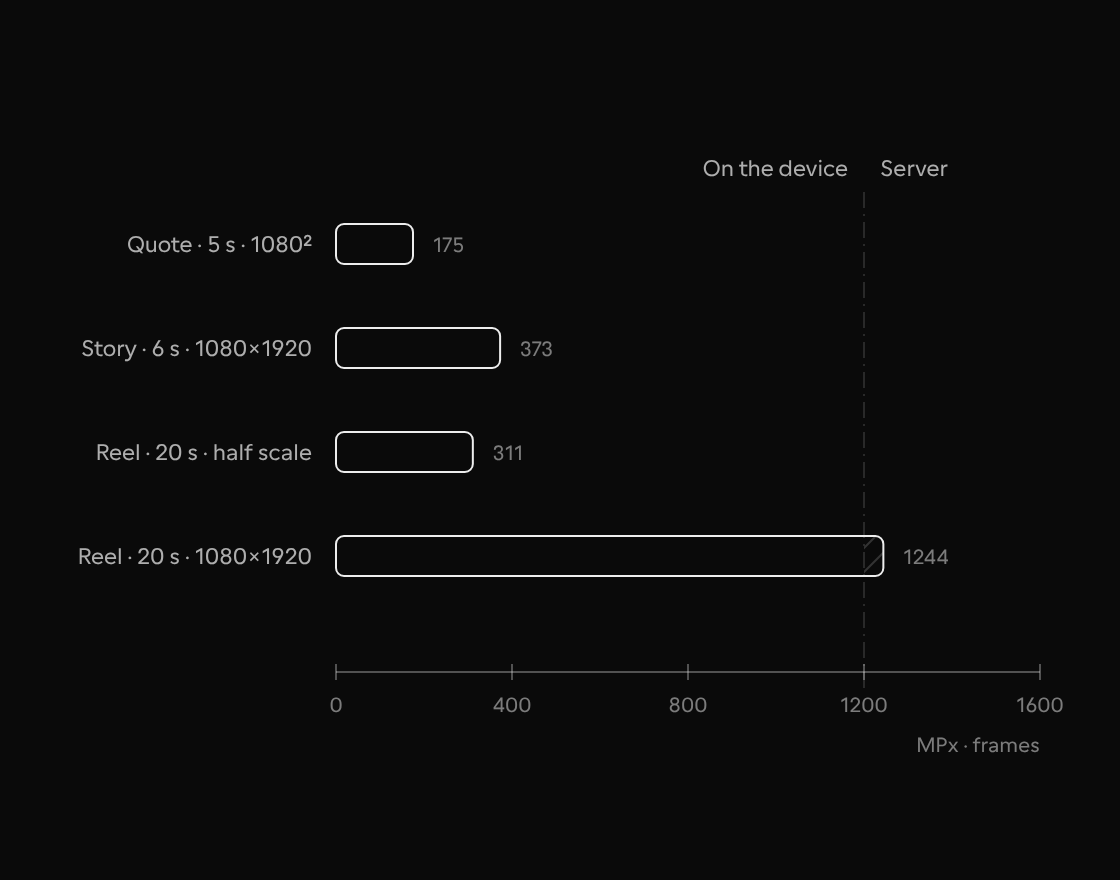 On the device
Server
Quote · 5 s · 1080²
175
Story · 6 s · 1080×1920
373
Reel · 20 s · half scale
311
Reel · 20 s · 1080×1920
1244
0
400
800
1200
1600
MPx · frames